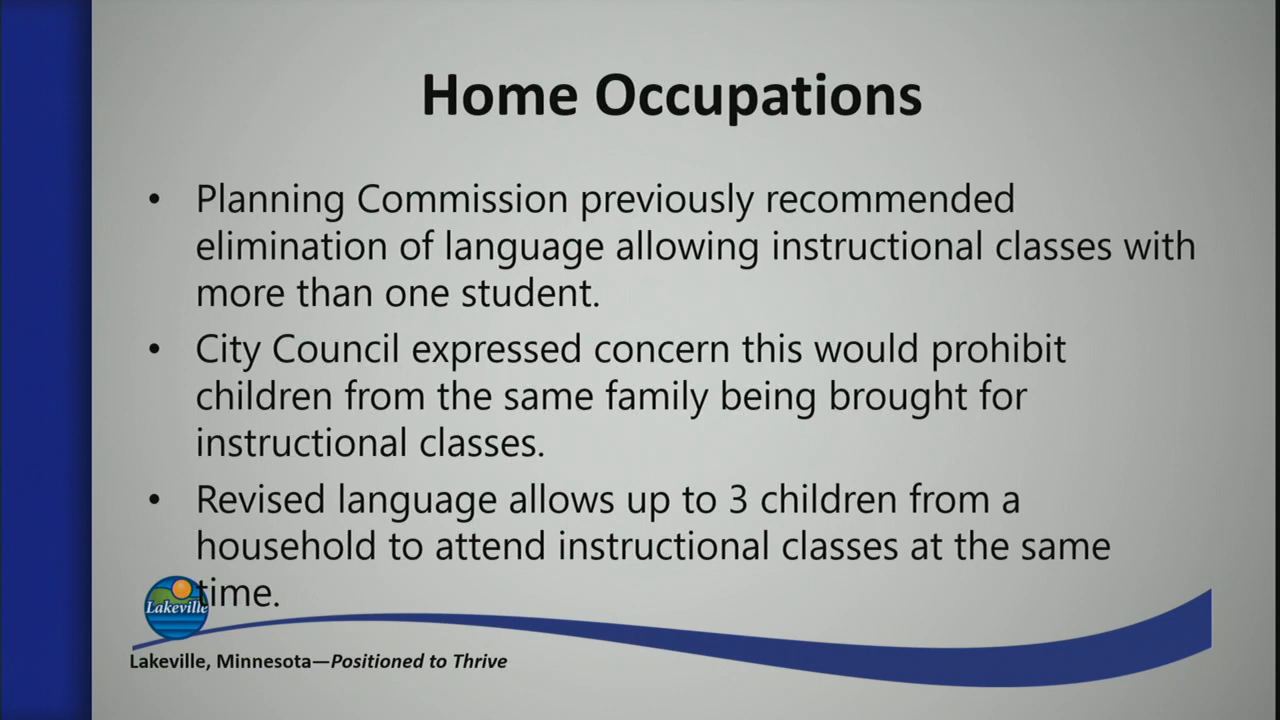 Home Occupations
• Planning Commission previously recommended
elimination of language allowing instructional classes with
more than one student.
• City Council expressed concern this would prohibit
children from the same family being brought for
instructional classes.
• Revised language allows up to 3 children from a
household to attend instructional classes at the same
time.
Lakeville
Lakeville, Minnesota—Positioned to Thrive